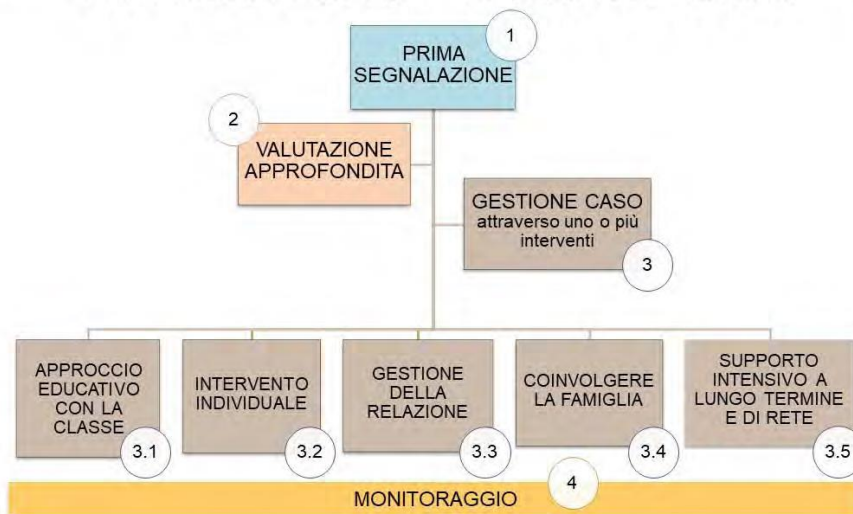 1
PRIMA
SEGNALAZIONE
2
VALUTAZIONE
APPROFONDITA
GESTIONE CASO
attraverso uno o più
interventi
3
APPROCCIO
EDUCATIVO
CON LA
CLASSE
3.1
INTERVENTO
INDIVIDUALE
3.2
GESTIONE
DELLA
RELAZIONE
3.3
COINVOLGERE
LA FAMIGLIA
3.4
SUPPORTO
INTENSIVO A
LUNGO TERMINE
E DI RETE
3.5
4
MONITORAGGIO